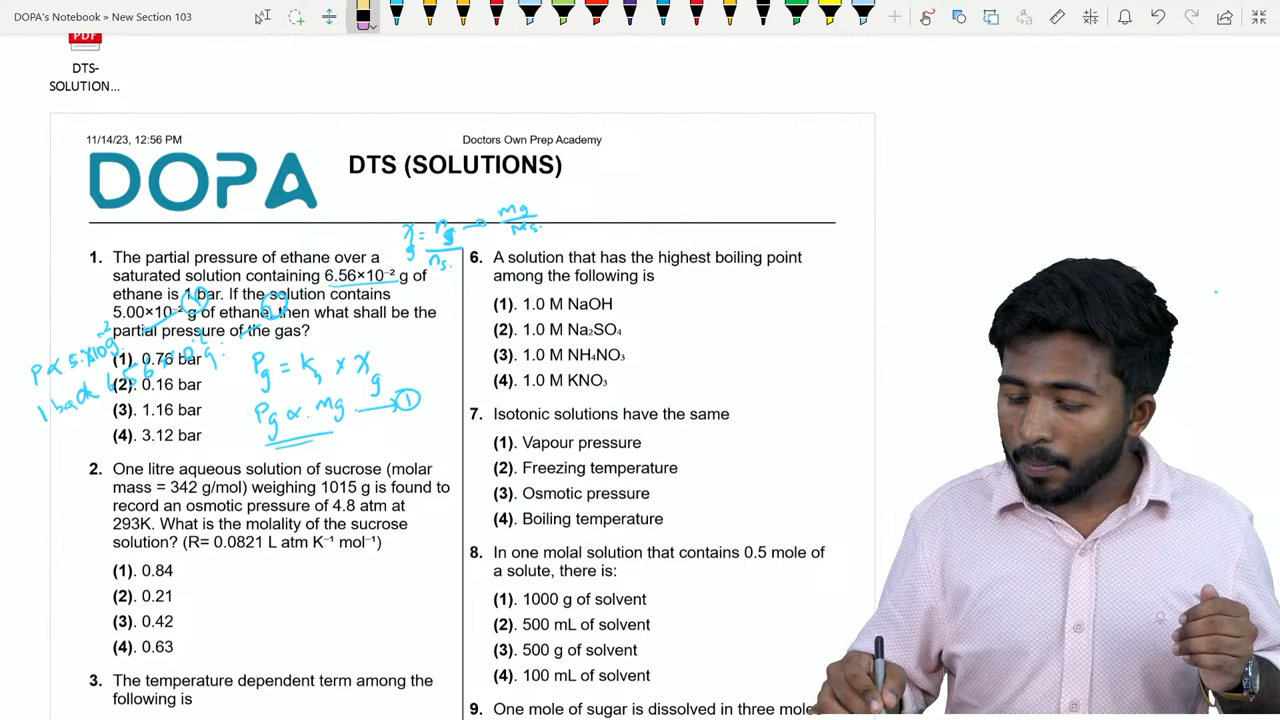 DOPA's Notebook » New Section 103
PDF
DTS-
SOLUTION...
11/14/23, 12:56 PM
Doctors Own Prep Academy
DOPA
DTS (SOLUTIONS)
1. The partial pressure of ethane over a
saturated solution containing 6.56×10⁻² g of
ethane is 1 bar. If the solution contains
5.00×10⁻² g of ethane, then what shall be the
partial pressure of the gas?
(1). 0.76 bar
(2). 0.16 bar
(3). 1.16 bar
(4). 3.12 bar
P ∝ 5×10⁻²g
1 bar ∝ 6.56×10⁻²g.
Pg = Kh × Xg
Pg ∝ mg → ①
2. One litre aqueous solution of sucrose (molar
mass = 342 g/mol) weighing 1015 g is found to
record an osmotic pressure of 4.8 atm at
293K. What is the molality of the sucrose
solution? (R= 0.0821 L atm K⁻¹ mol⁻¹)
(1). 0.84
(2). 0.21
(3). 0.42
(4). 0.63
3. The temperature dependent term among the
following is
6. A solution that has the highest boiling point
among the following is
(1). 1.0 M NaOH
(2). 1.0 M Na₂SO₄
(3). 1.0 M NH₄NO₃
(4). 1.0 M KNO₃
7. Isotonic solutions have the same
(1). Vapour pressure
(2). Freezing temperature
(3). Osmotic pressure
(4). Boiling temperature
8. In one molal solution that contains 0.5 mole of
a solute, there is:
(1). 1000 g of solvent
(2). 500 mL of solvent
(3). 500 g of solvent
(4). 100 mL of solvent
9. One mole of sugar is dissolved in three